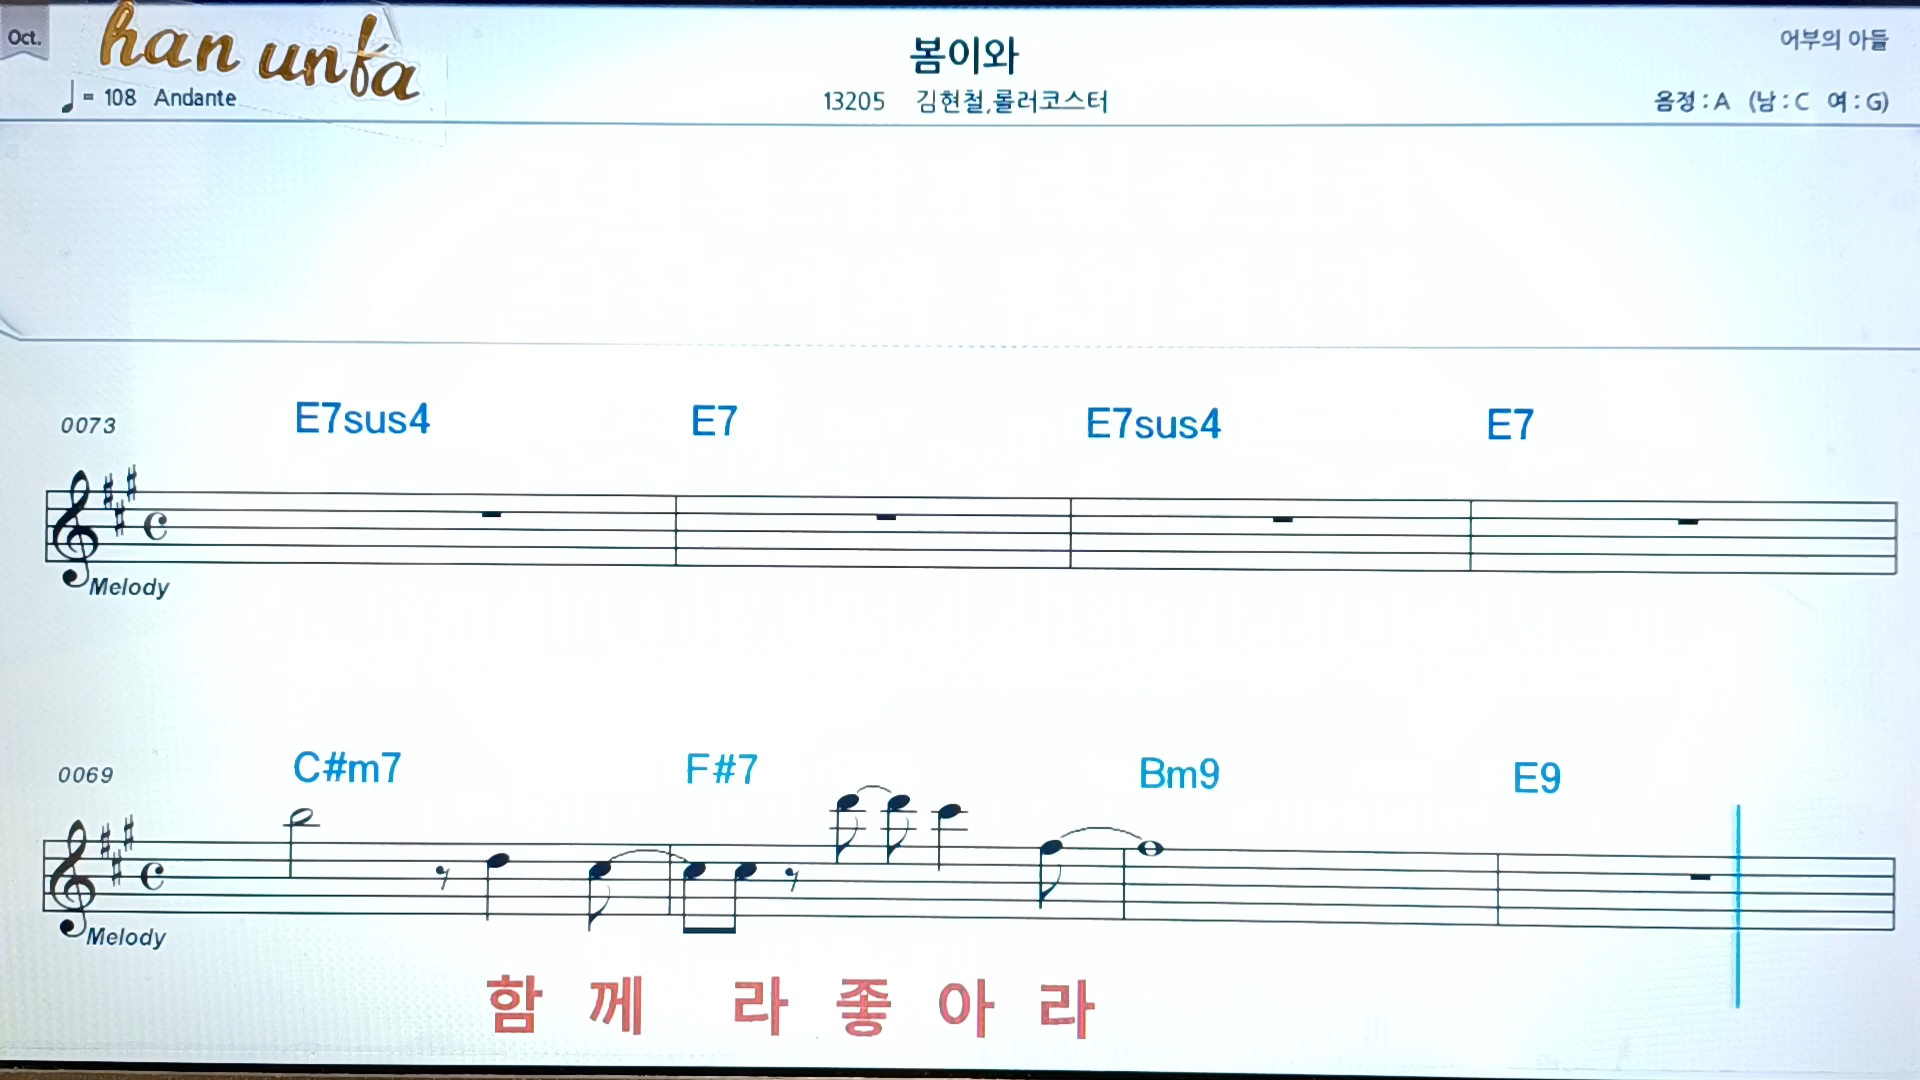 Oct.
han unfa
봄이와
어부의 아들
♩= 108 Andante
13205 김현철,롤러코스터
음정 : A (남 : C 여 : G)
0073
E7sus4 E7 E7sus4 E7
Melody
0069
C#m7 F#7 Bm9 E9
Melody
함 께 라 좋 아 라